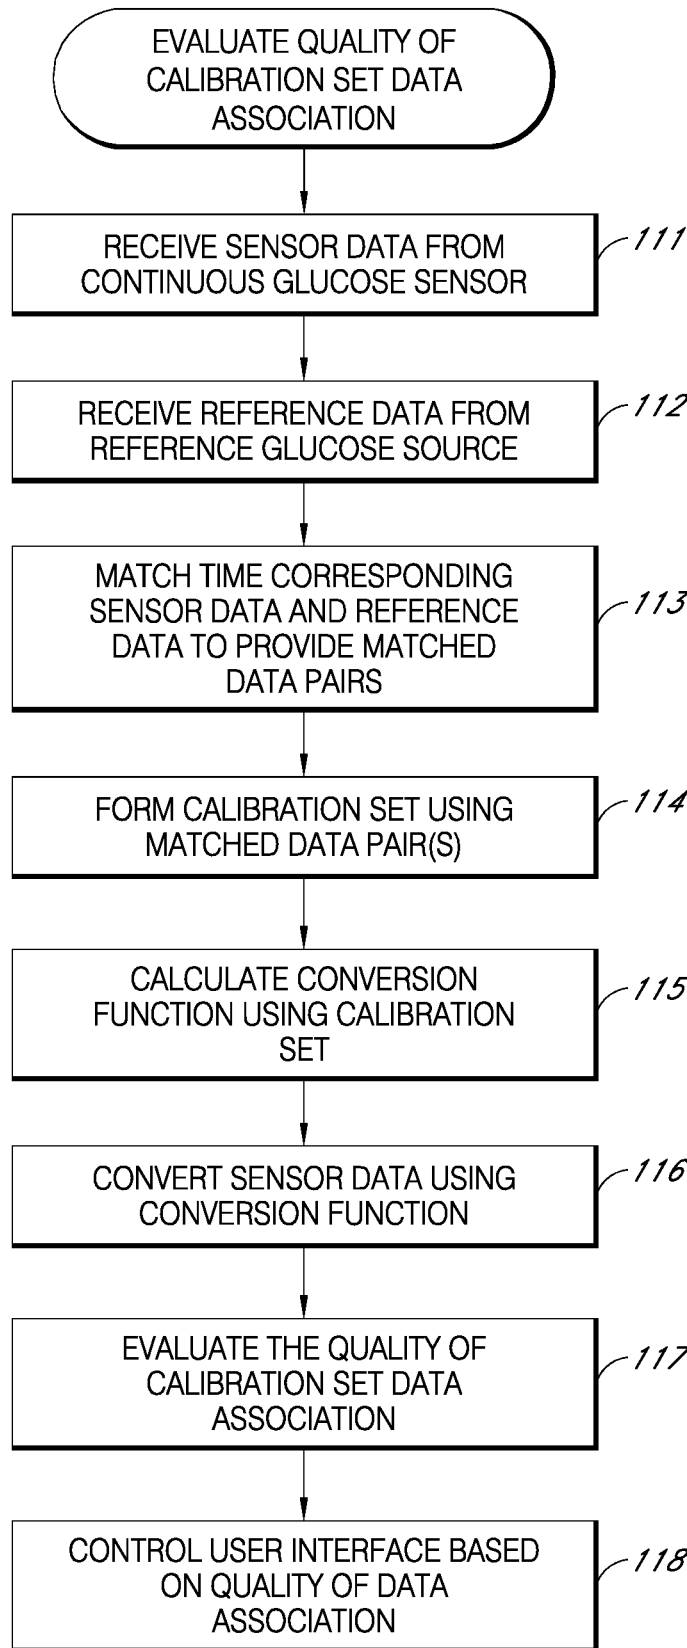 EVALUATE QUALITY OF
CALIBRATION SET DATA
ASSOCIATION
RECEIVE SENSOR DATA FROM
CONTINUOUS GLUCOSE SENSOR
111
RECEIVE REFERENCE DATA FROM
REFERENCE GLUCOSE SOURCE
112
MATCH TIME CORRESPONDING
SENSOR DATA AND REFERENCE
DATA TO PROVIDE MATCHED
DATA PAIRS
113
FORM CALIBRATION SET USING
MATCHED DATA PAIR(S)
114
CALCULATE CONVERSION
FUNCTION USING CALIBRATION
SET
115
CONVERT SENSOR DATA USING
CONVERSION FUNCTION
116
EVALUATE THE QUALITY OF
CALIBRATION SET DATA
ASSOCIATION
117
CONTROL USER INTERFACE BASED
ON QUALITY OF DATA
ASSOCIATION
118